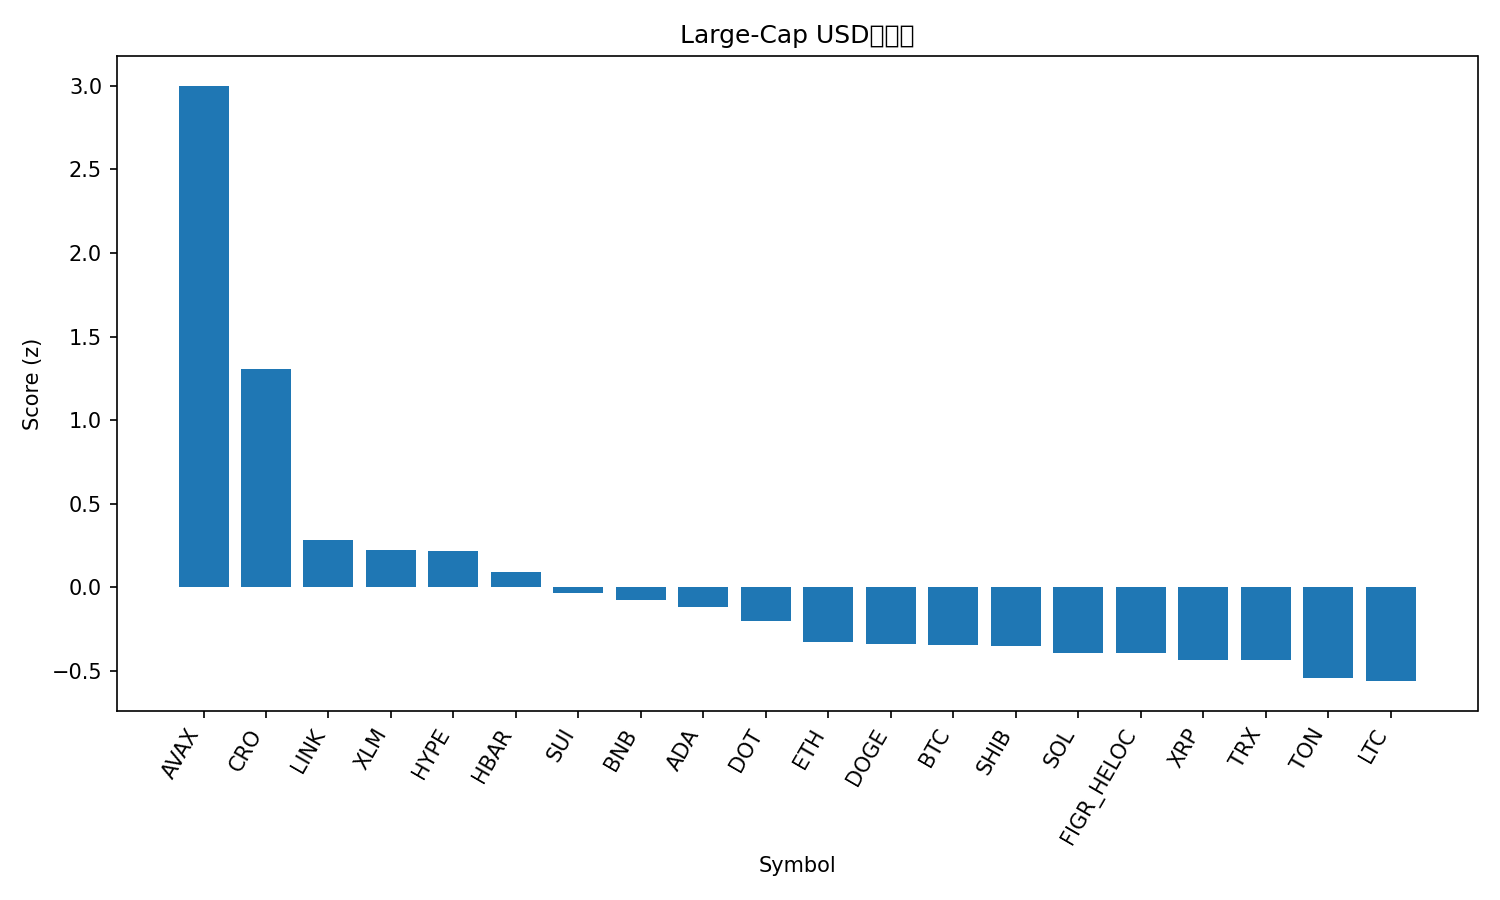 Large-Cap USD
Score (z)
3.0
2.5
2.0
1.5
1.0
0.5
0.0
−0.5
AVAX
CRO
LINK
XLM
HYPE
HBAR
SUI
BNB
ADA
DOT
ETH
DOGE
BTC
SHIB
SOL
FIGR_HELOC
XRP
TRX
TON
LTC
Symbol